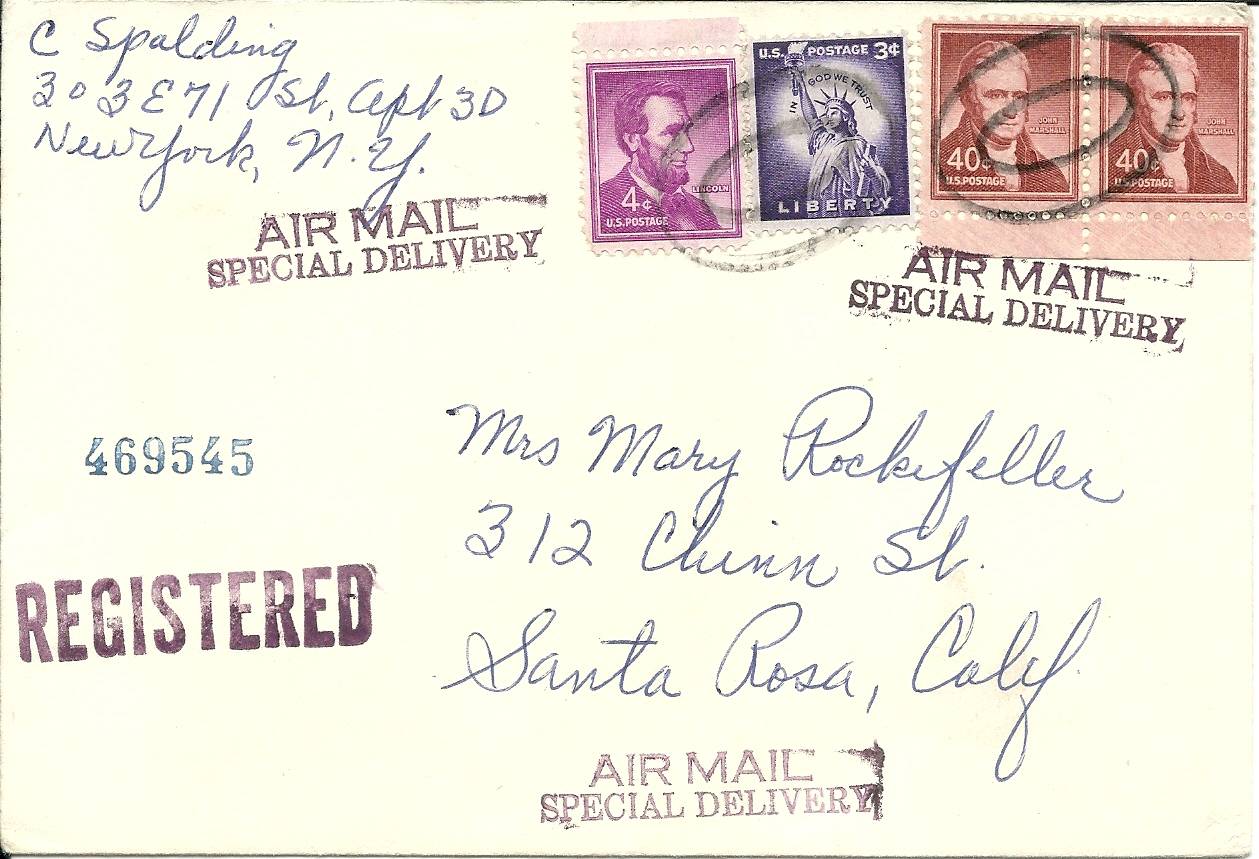 C Spalding
303 E 71 St, Apt 3D
New York, N.Y.
AIR MAIL
SPECIAL DELIVERY
LINCOLN
4¢
U.S. POSTAGE
U.S. POSTAGE 3¢
IN GOD WE TRUST
LIBERTY
JOHN
MARSHALL
40¢
U.S. POSTAGE
JOHN
MARSHALL
40¢
U.S. POSTAGE
AIR MAIL
SPECIAL DELIVERY
469545
Mrs Mary Rockefeller
312 Chinn St.
Santa Rosa, Calif.
REGISTERED
AIR MAIL
SPECIAL DELIVERY